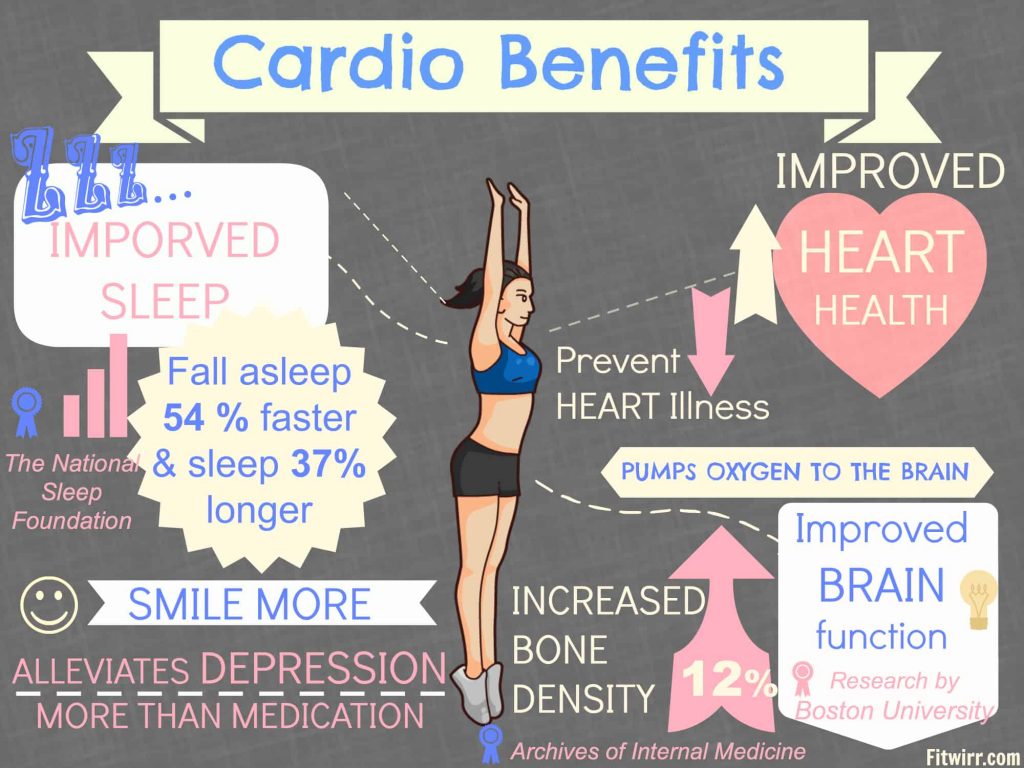 Cardio Benefits
ZZZ...
IMPORVED
SLEEP
Fall asleep
54 % faster
& sleep 37%
longer
The National
Sleep
Foundation
SMILE MORE
ALLEVIATES DEPRESSION
MORE THAN MEDICATION
IMPROVED
HEART
HEALTH
Prevent
HEART Illness
PUMPS OXYGEN TO THE BRAIN
Improved
BRAIN
function
Research by
Boston University
INCREASED
BONE
DENSITY
12%
Archives of Internal Medicine
Fitwirr.com